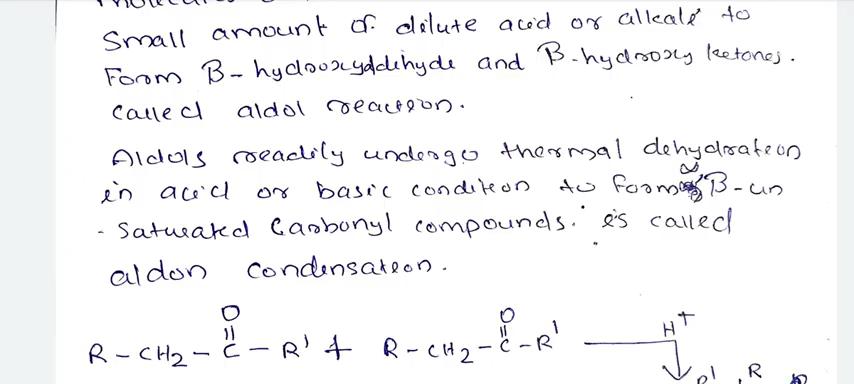 Small amount of dilute acid or alkali to
Form B-hydroxyaldehyde and B-hydroxy ketones.
called aldol reaction.
Aldols readily undergo thermal dehydration
in acid or basic condition to form α B-un
- Saturated Carbonyl compounds. is called
aldon condensation.
O O
R-CH2-C-R' + R-CH2-C-R' H+
R